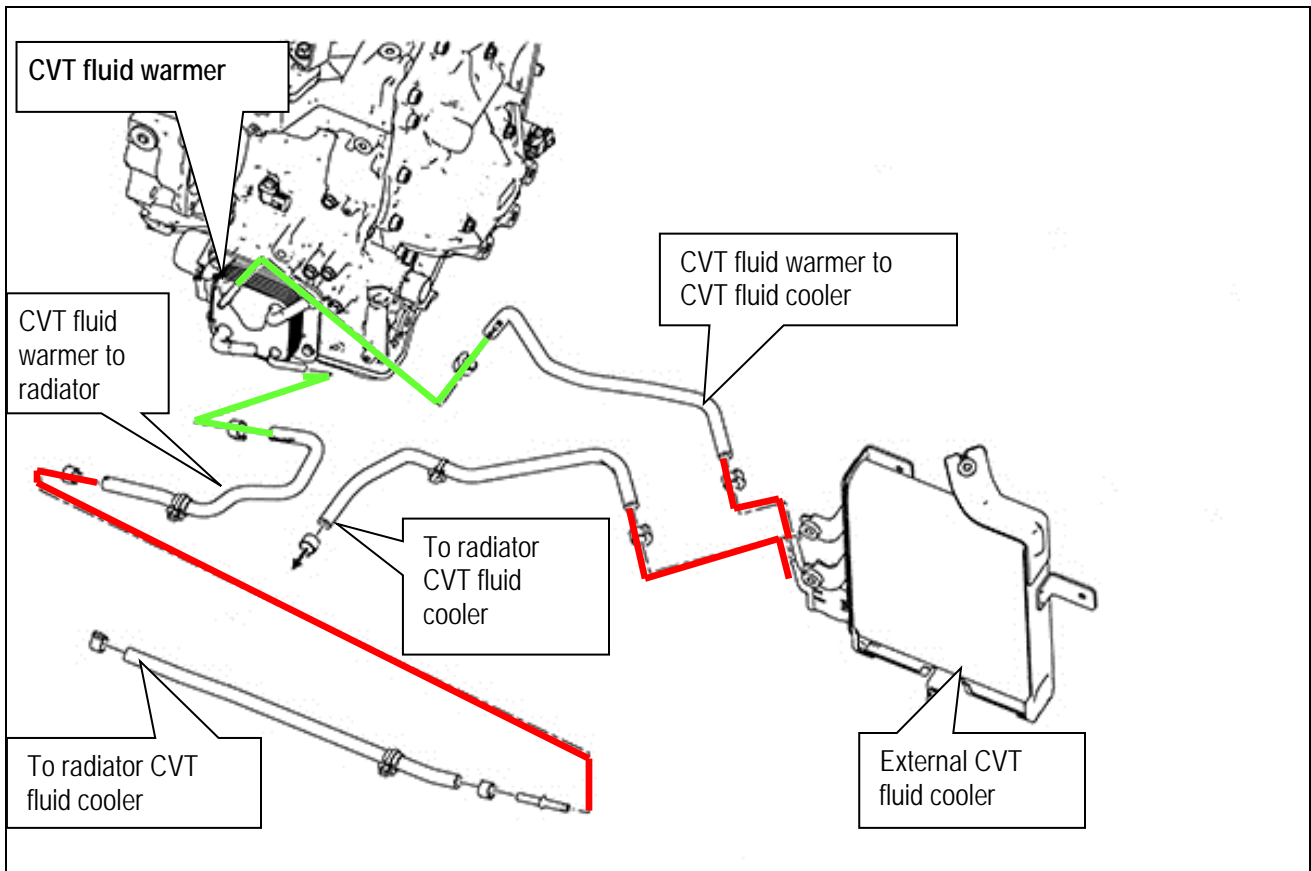 CVT fluid warmer
CVT fluid warmer to
CVT fluid cooler
CVT fluid
warmer to
radiator
To radiator
CVT fluid
cooler
To radiator CVT
fluid cooler
External CVT
fluid cooler